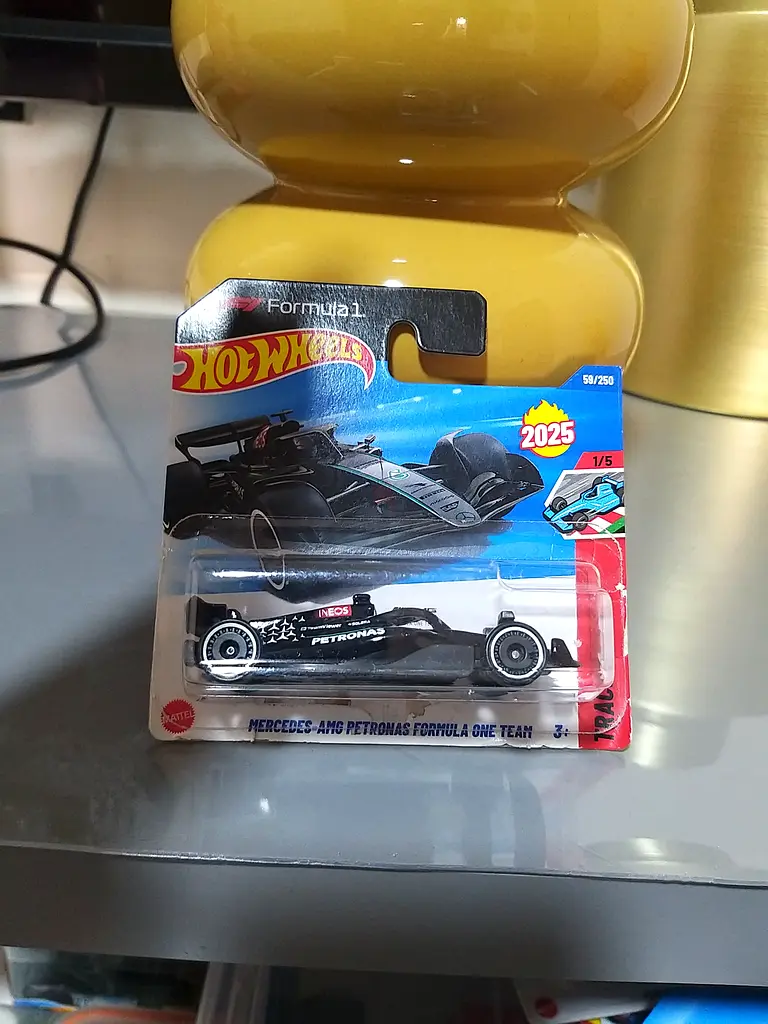 Formula 1
HOT WHEELS
59/250
2025
1/5
INEOS
PETRONAS
MATTEL
MERCEDES-AMG PETRONAS FORMULA ONE TEAM
3+
TRAC